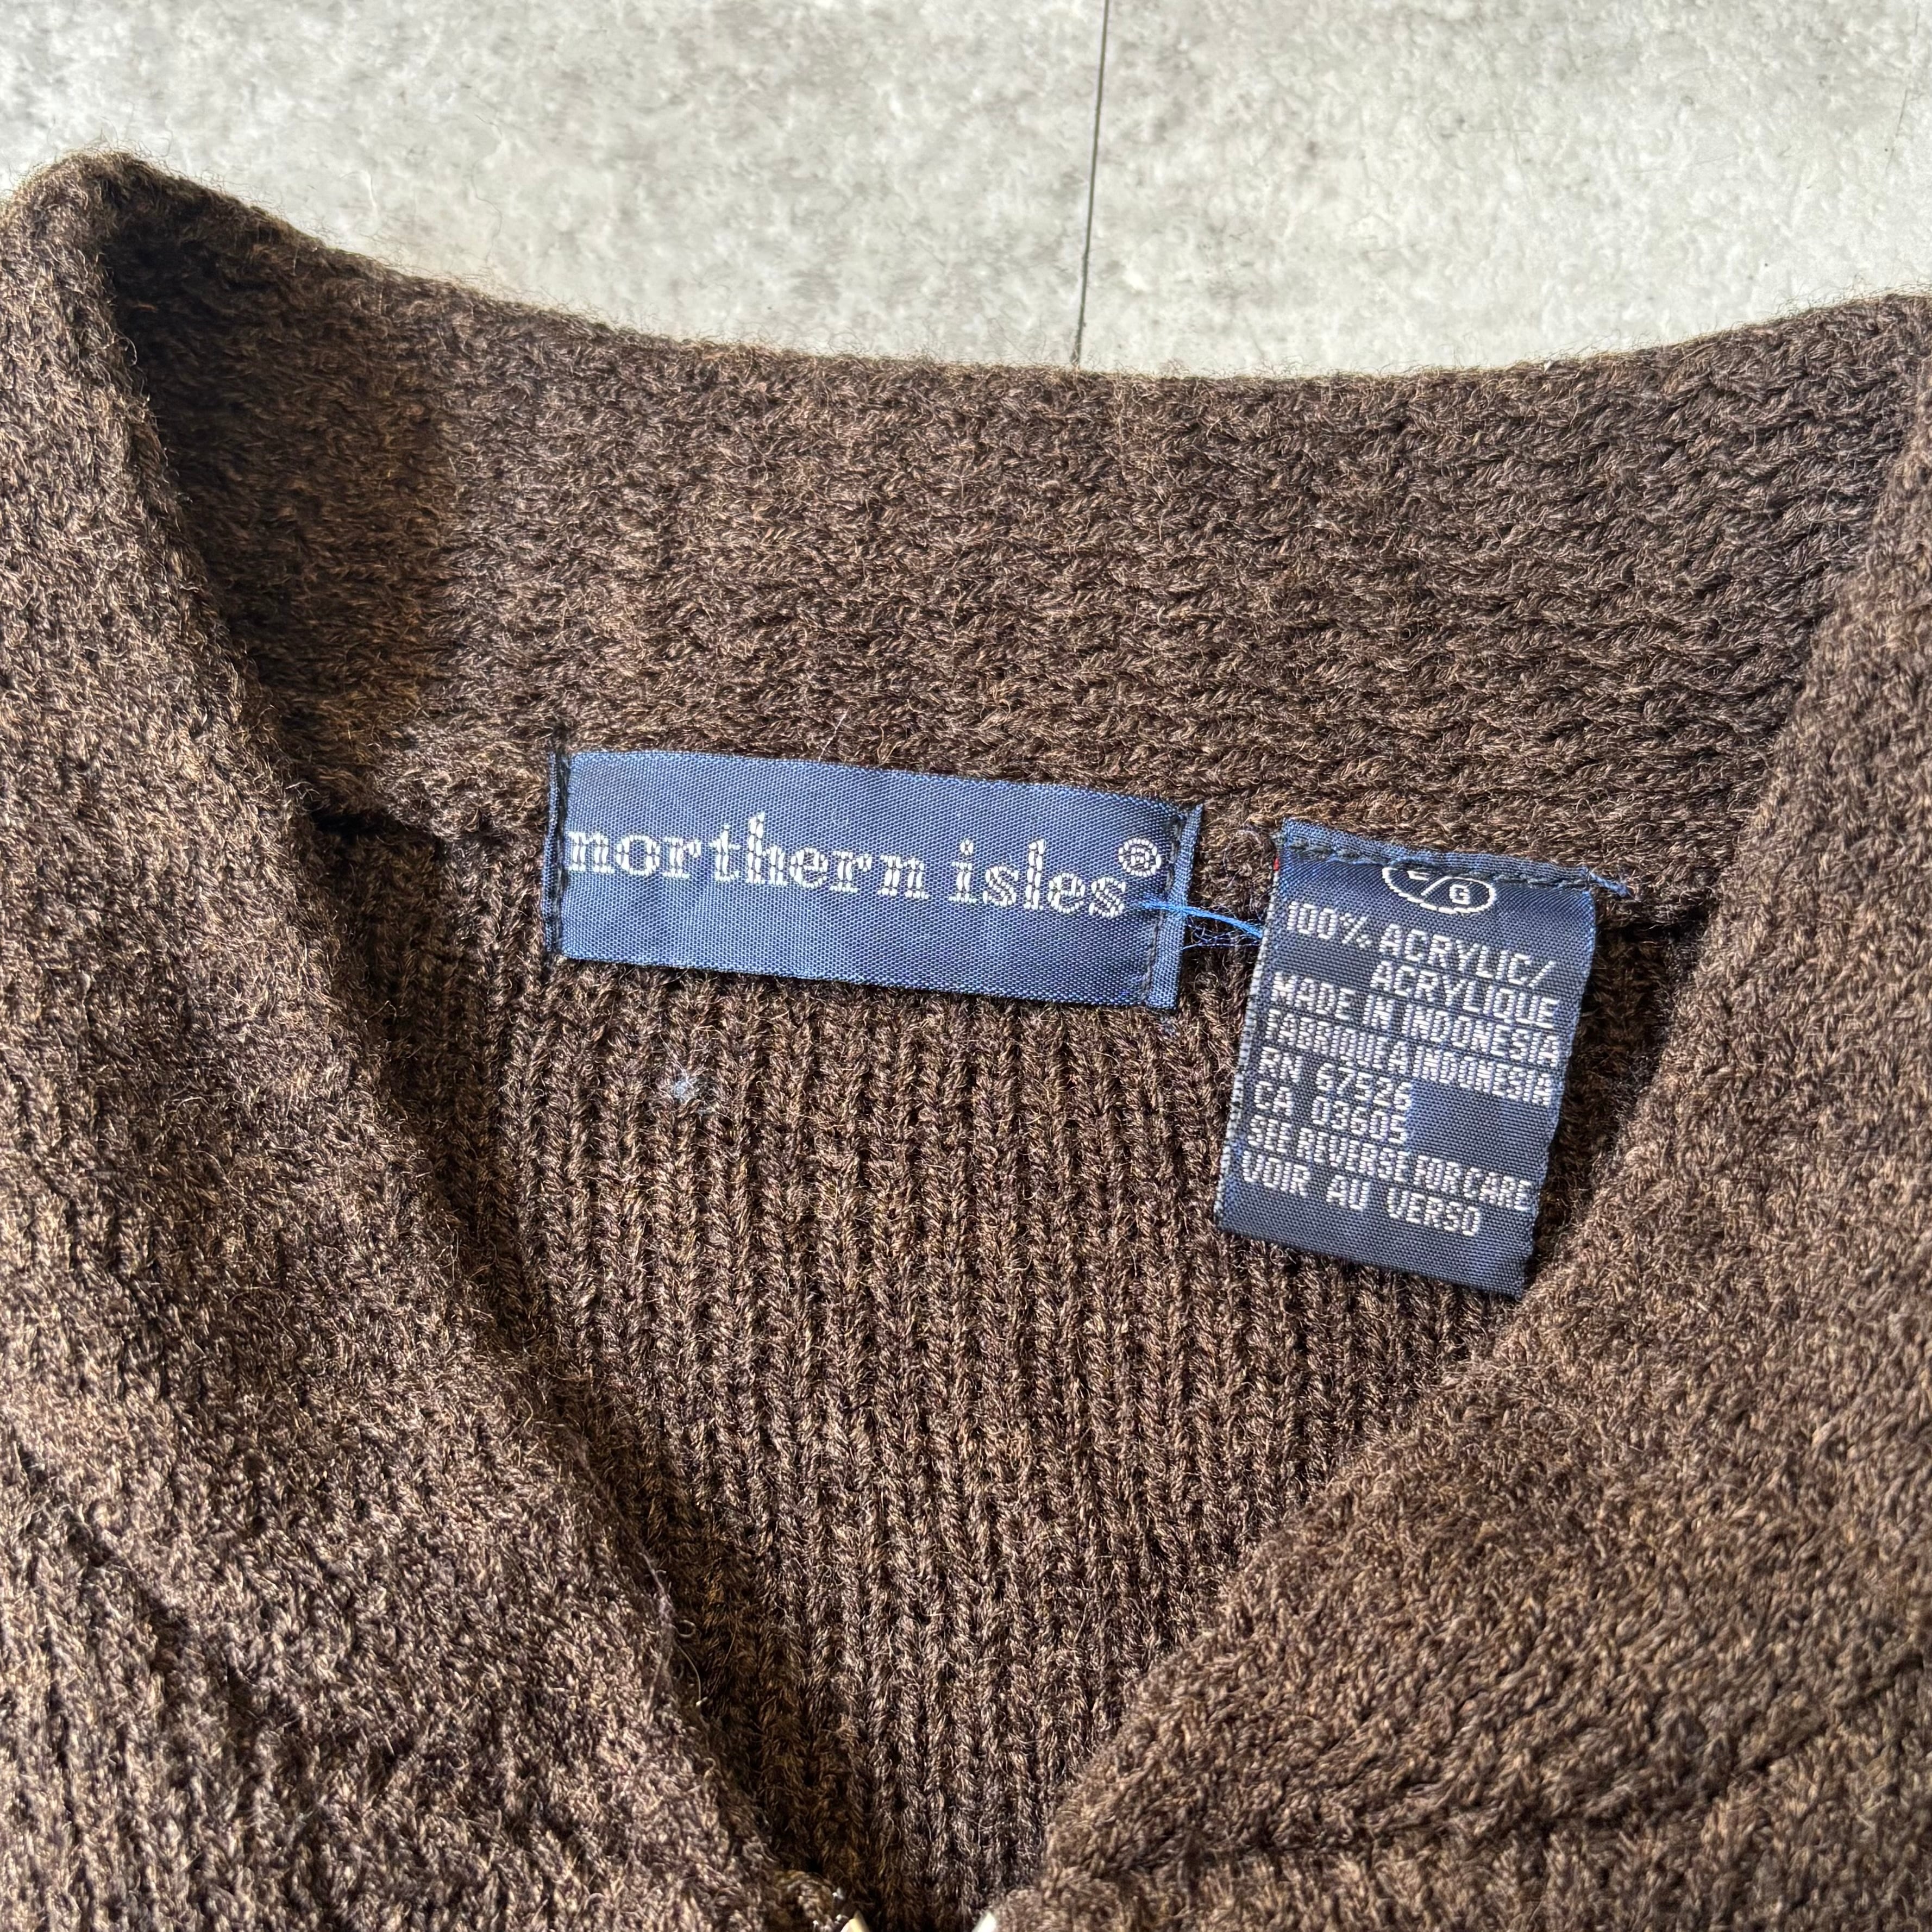 northern isles®
L/G
100% ACRYLIC/
ACRYLIQUE
MADE IN INDONESIA
FABRIQUE A INDONESIA
RN 67526
CA 03605
SEE REVERSE FOR CARE
VOIR AU VERSO